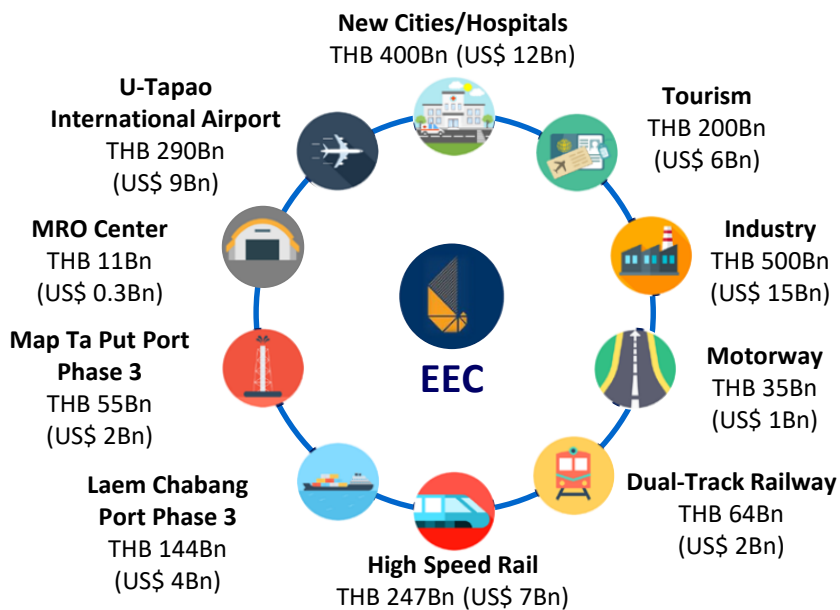 New Cities/Hospitals
THB 400Bn (US$ 12Bn)
Tourism
THB 200Bn
(US$ 6Bn)
Industry
THB 500Bn
(US$ 15Bn)
Motorway
THB 35Bn
(US$ 1Bn)
Dual-Track Railway
THB 64Bn
(US$ 2Bn)
High Speed Rail
THB 247Bn (US$ 7Bn)
Laem Chabang
Port Phase 3
THB 144Bn
(US$ 4Bn)
Map Ta Put Port
Phase 3
THB 55Bn
(US$ 2Bn)
MRO Center
THB 11Bn
(US$ 0.3Bn)
U-Tapao
International Airport
THB 290Bn
(US$ 9Bn)
EEC